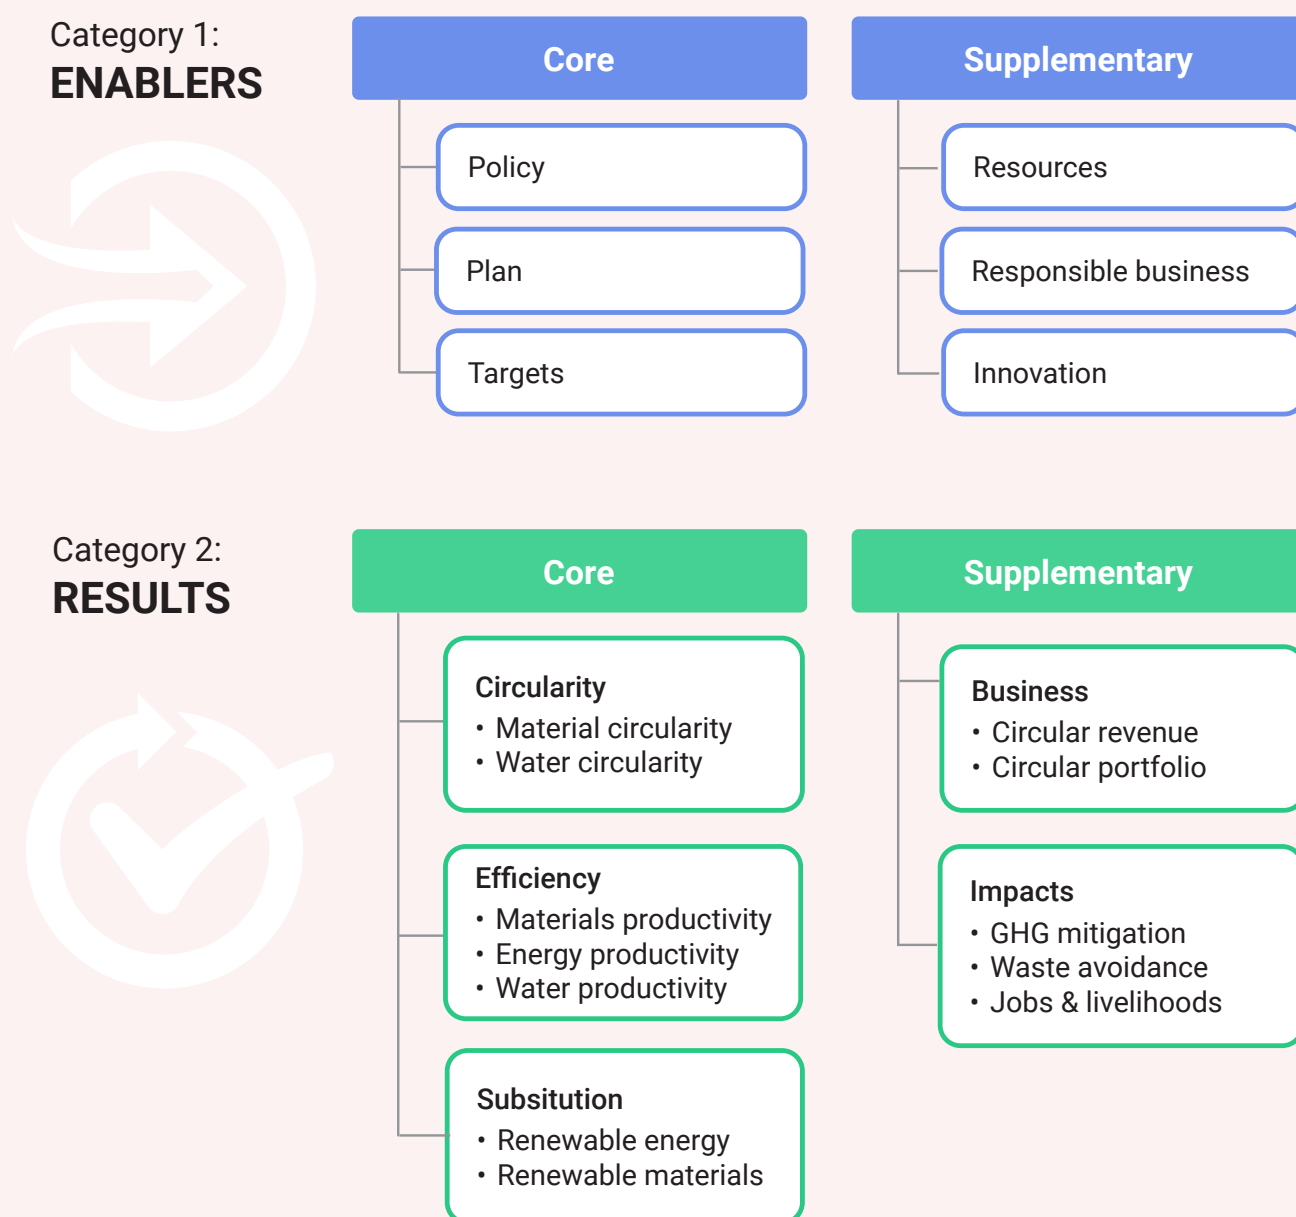 Category 1:
ENABLERS
Core
Policy
Plan
Targets
Supplementary
Resources
Responsible business
Innovation
Category 2:
RESULTS
Core
Circularity
• Material circularity
• Water circularity
Efficiency
• Materials productivity
• Energy productivity
• Water productivity
Subsitution
• Renewable energy
• Renewable materials
Supplementary
Business
• Circular revenue
• Circular portfolio
Impacts
• GHG mitigation
• Waste avoidance
• Jobs & livelihoods